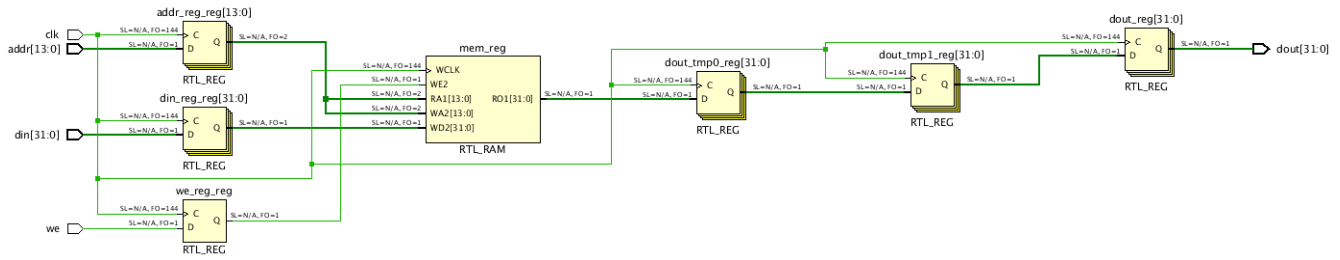 addr_reg_reg[13:0]
clk
SL=N/A, FO=144
C
addr[13:0]
SL=N/A, FO=1
D
Q
SL=N/A, FO=2
RTL_REG
din_reg_reg[31:0]
SL=N/A, FO=144
C
din[31:0]
SL=N/A, FO=1
D
Q
SL=N/A, FO=1
RTL_REG
we_reg_reg
SL=N/A, FO=144
C
we
SL=N/A, FO=1
D
Q
SL=N/A, FO=1
RTL_REG
mem_reg
SL=N/A, FO=144
WCLK
SL=N/A, FO=1
WE2
SL=N/A, FO=2
RA1[13:0]
RO1[31:0]
SL=N/A, FO=1
SL=N/A, FO=2
WA2[13:0]
SL=N/A, FO=1
WD2[31:0]
RTL_RAM
dout_tmp0_reg[31:0]
SL=N/A, FO=144
C
SL=N/A, FO=1
D
Q
SL=N/A, FO=1
RTL_REG
dout_tmp1_reg[31:0]
SL=N/A, FO=144
C
SL=N/A, FO=1
D
Q
SL=N/A, FO=1
RTL_REG
dout_reg[31:0]
SL=N/A, FO=144
C
SL=N/A, FO=1
D
Q
SL=N/A, FO=1
dout[31:0]
RTL_REG